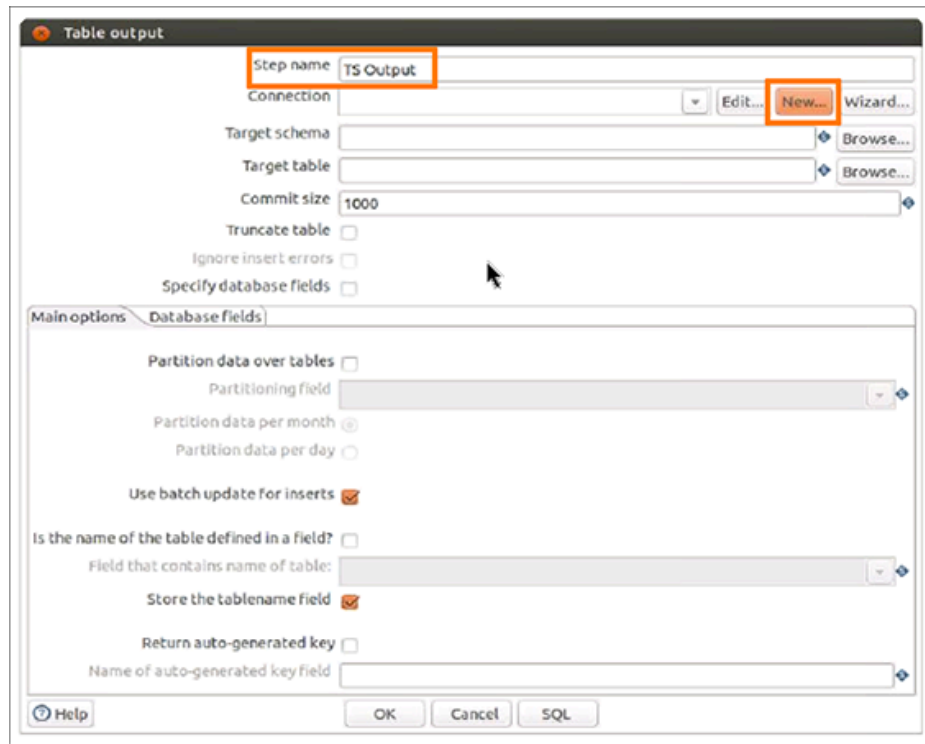 Table output
Step name TS Output
Connection Edit... New... Wizard...
Target schema Browse...
Target table Browse...
Commit size 1000
Truncate table
Ignore insert errors
Specify database fields
Main options Database fields
Partition data over tables
Partitioning field
Partition data per month
Partition data per day
Use batch update for inserts
Is the name of the table defined in a field?
Field that contains name of table:
Store the tablename field
Return auto-generated key
Name of auto-generated key field
Help OK Cancel SQL